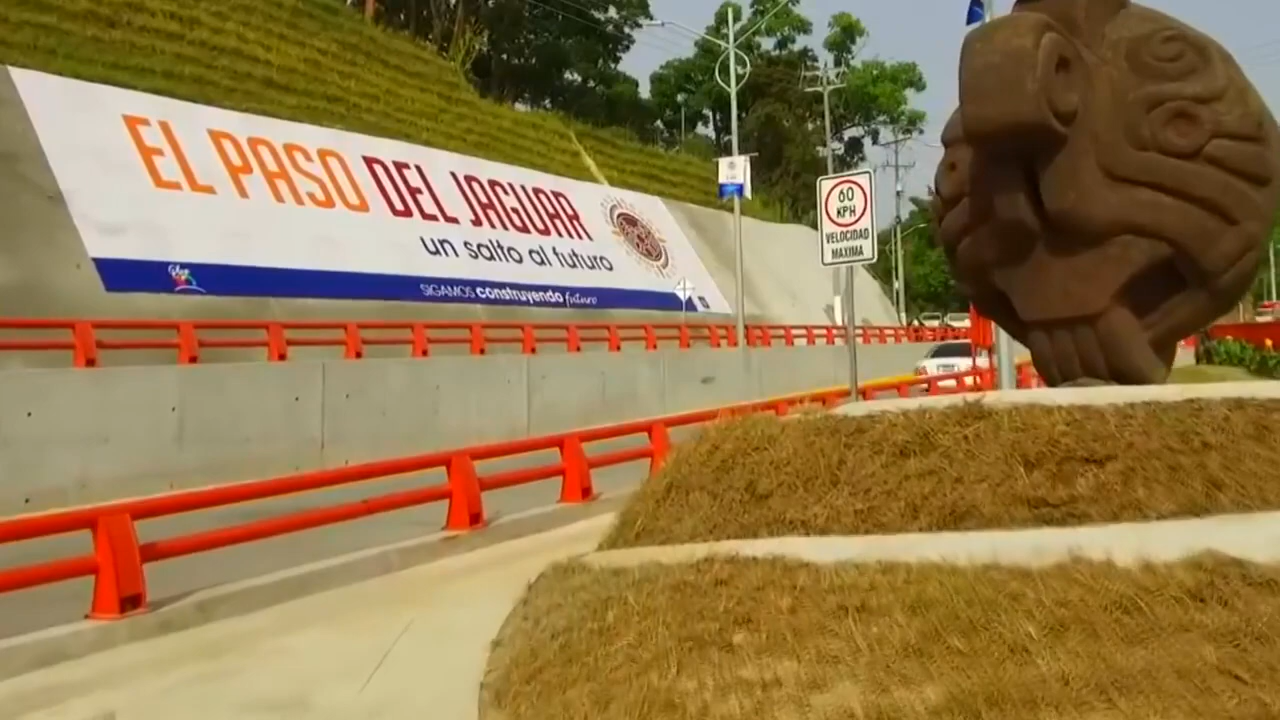 EL PASO DEL JAGUAR
un salto al futuro
SIGAMOS construyendo futuro
60
KPH
VELOCIDAD
MAXIMA